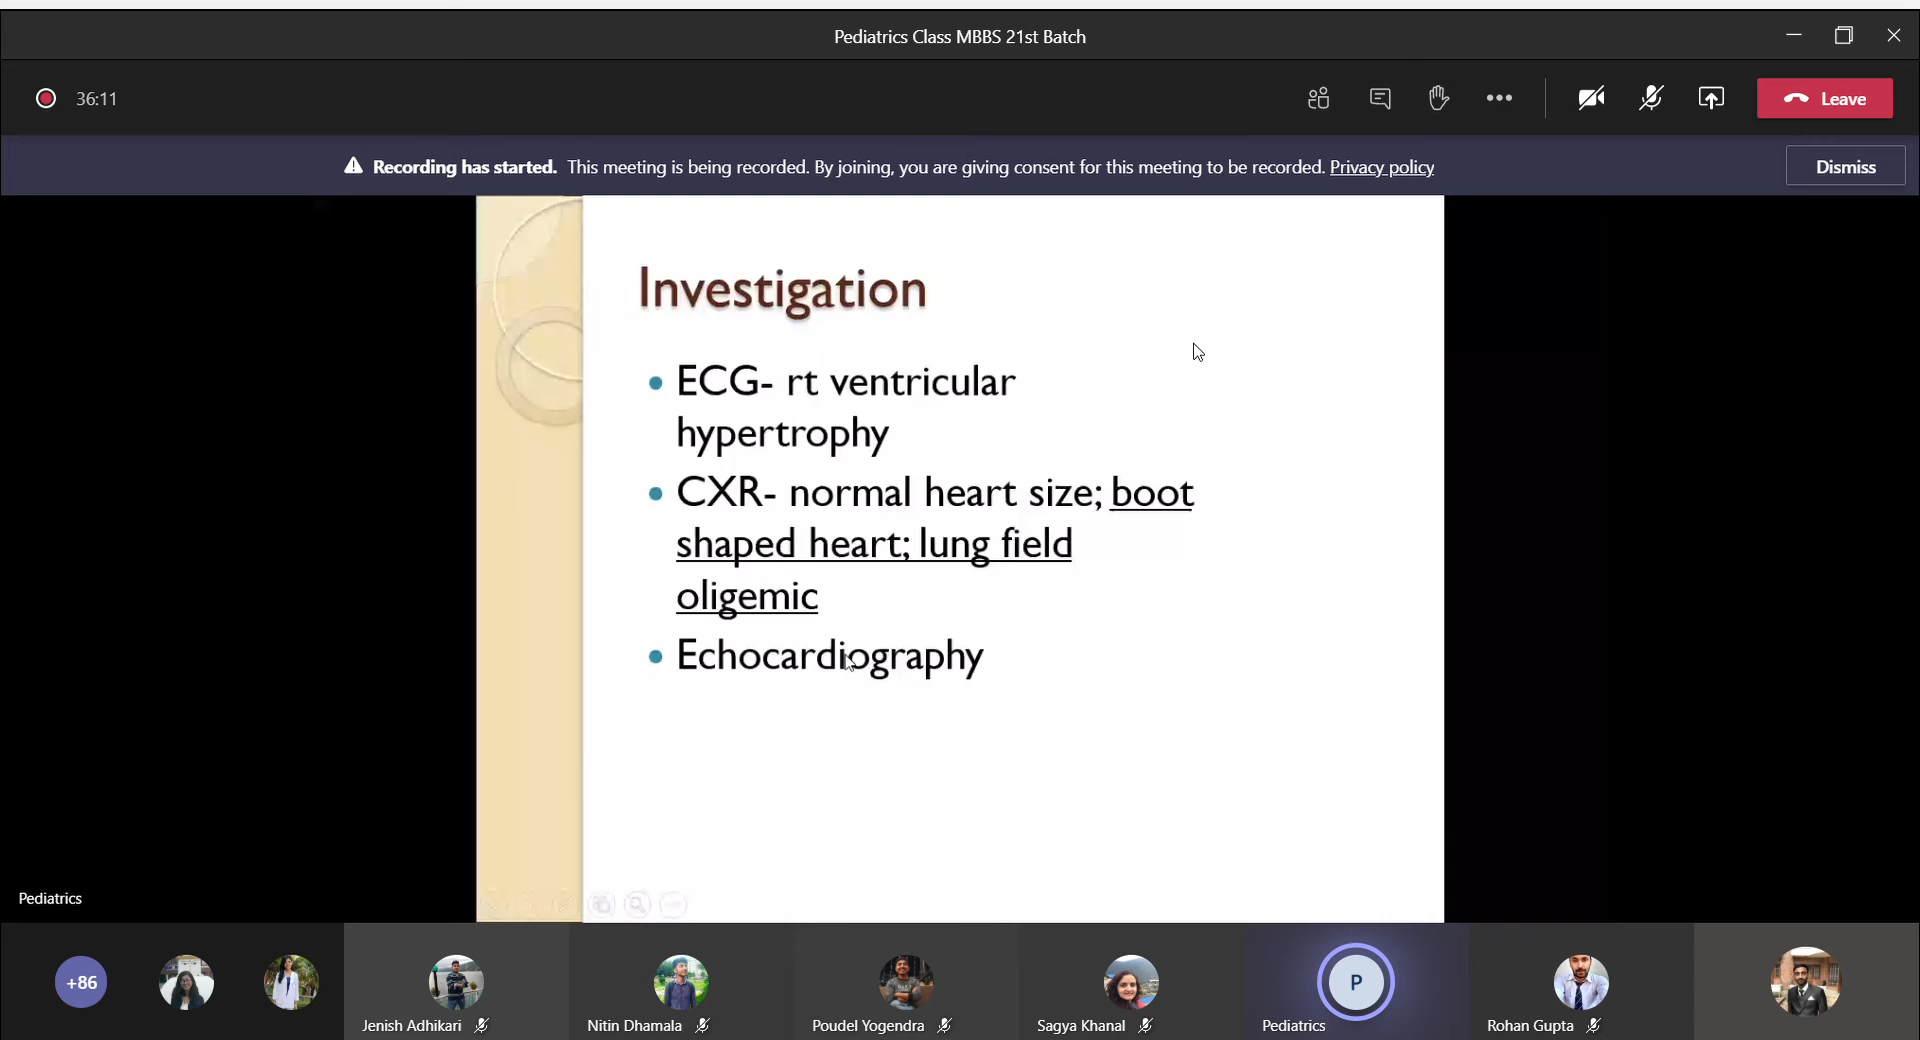 Pediatrics Class MBBS 21st Batch
36:11
Leave
Recording has started. This meeting is being recorded. By joining, you are giving consent for this meeting to be recorded. Privacy policy
Dismiss
Investigation
• ECG- rt ventricular
hypertrophy
• CXR- normal heart size; boot
shaped heart; lung field
oligemic
• Echocardiography
Pediatrics
+86
P
Jenish Adhikari
Nitin Dhamala
Poudel Yogendra
Sagya Khanal
Pediatrics
Rohan Gupta